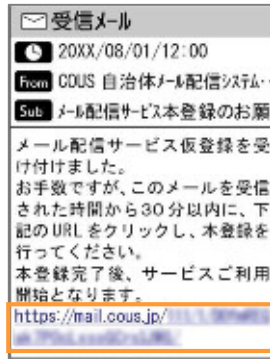 受信メール
20XX/08/01/12:00
From COUS 自治体メール配信システム･･
Sub メール配信サービス本登録のお願
メール配信サービス仮登録を受
け付けました。
お手数ですが、このメールを受信
された時間から30分以内に、下
記のURLをクリックし、本登録を
行ってください。
本登録完了後、サービスご利用
開始となります。
https://mail.cous.jp/